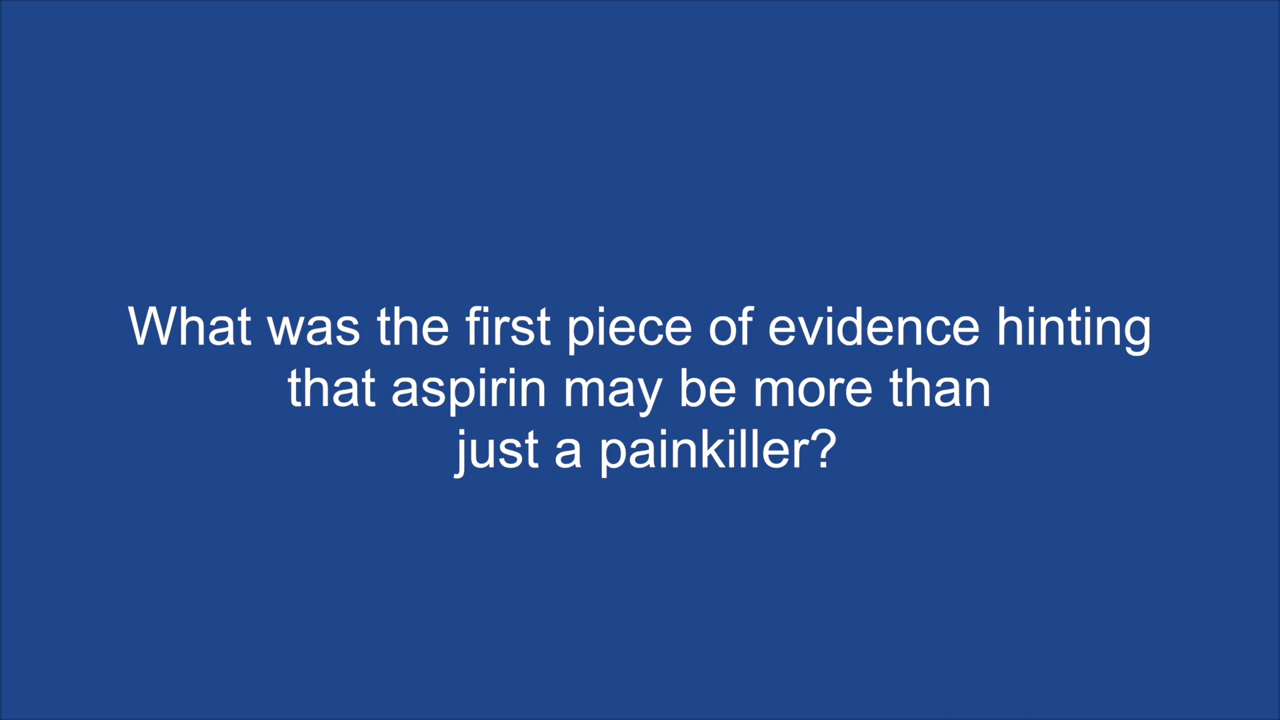 What was the first piece of evidence hinting
that aspirin may be more than
just a painkiller?